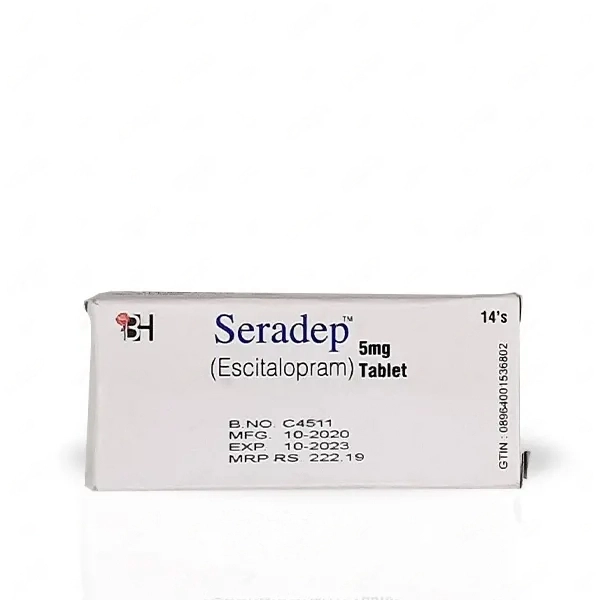 BH
Seradep™
(Escitalopram)
5mg
Tablet
14's
B.NO. C4511
MFG. 10-2020
EXP. 10-2023
MRP RS 222.19
GTIN : 08964001536802